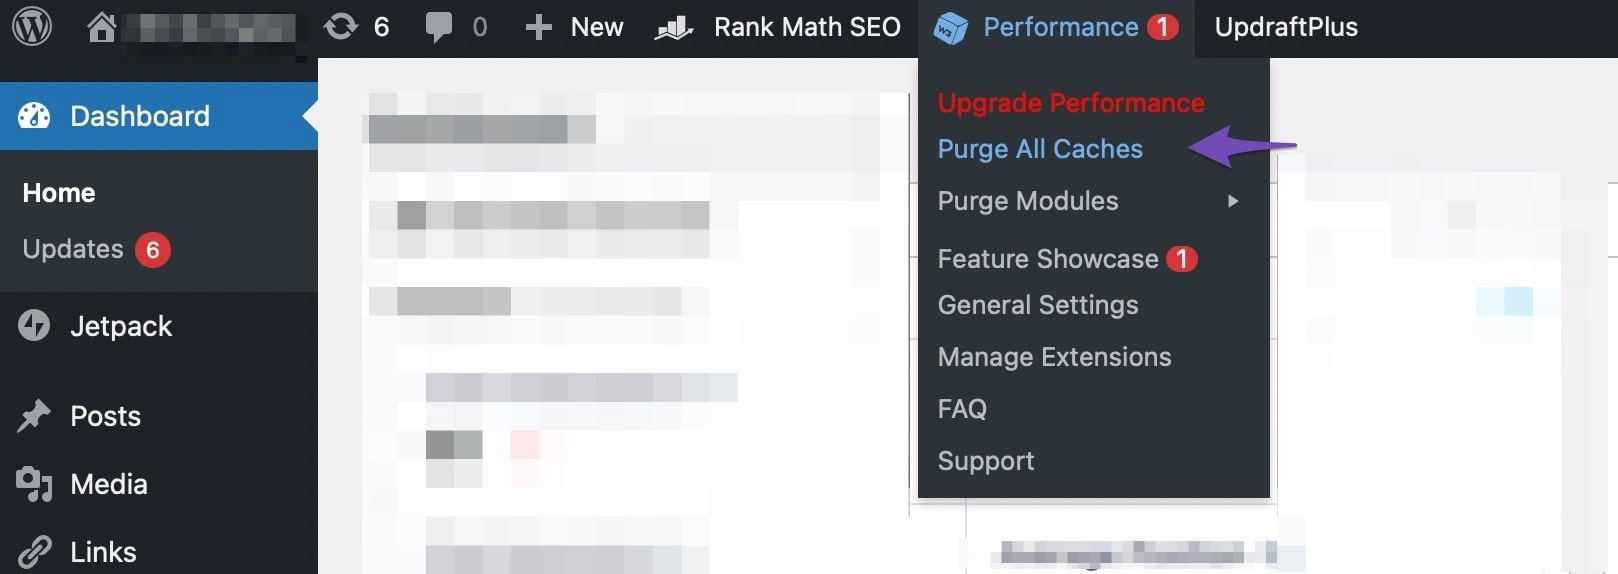 6 0 New Rank Math SEO Performance 1 UpdraftPlus
Dashboard
Home
Updates 6
Jetpack
Posts
Media
Links
Upgrade Performance
Purge All Caches
Purge Modules
Feature Showcase 1
General Settings
Manage Extensions
FAQ
Support